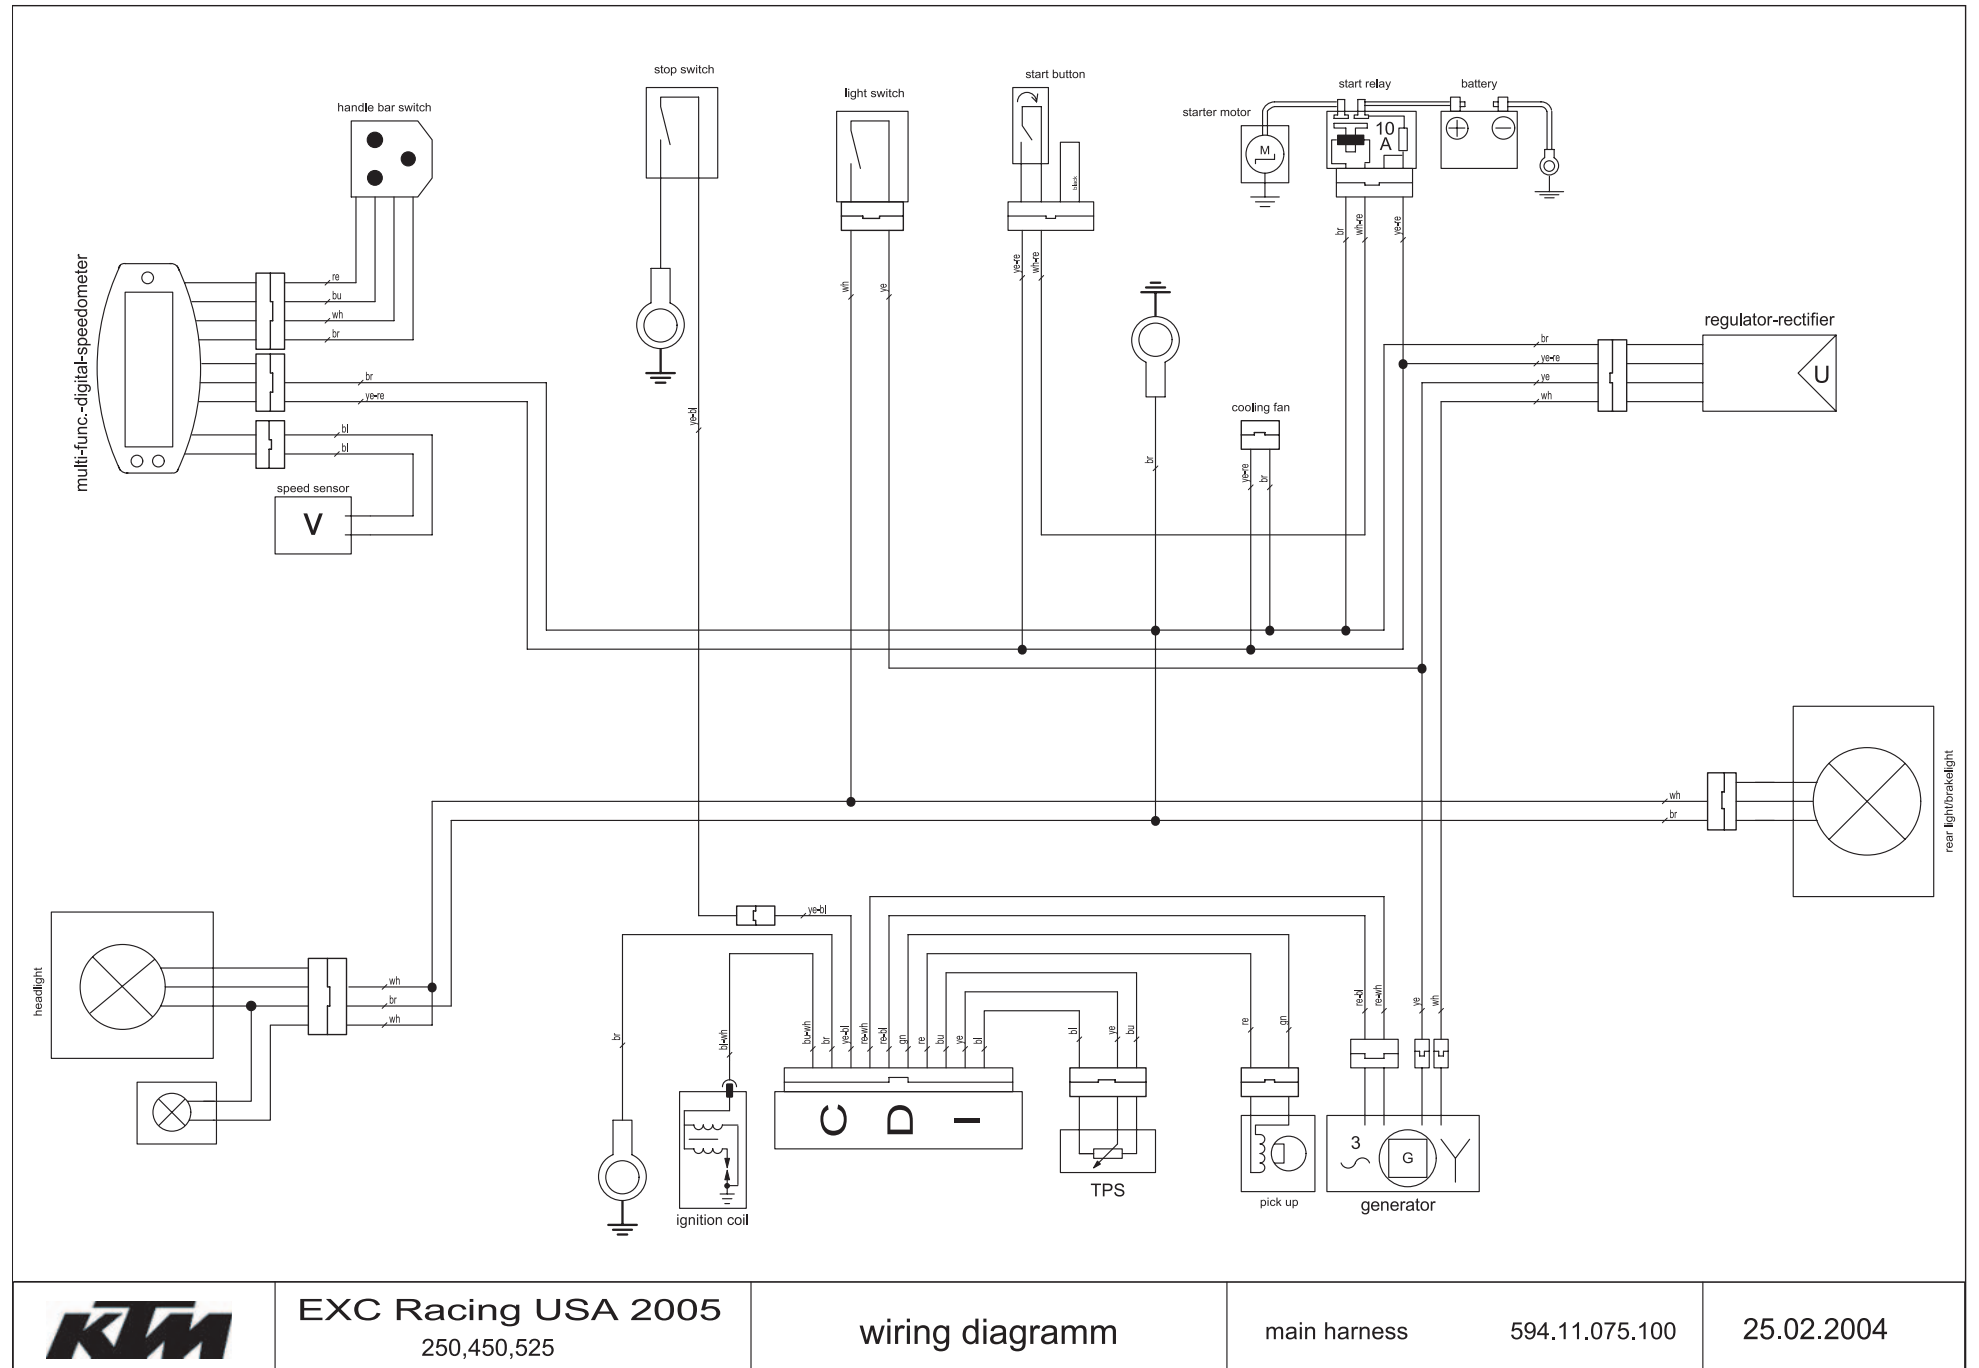 stop switch
light switch
start button
start relay
battery
handle bar switch
starter motor
10
A
M
black
br
wh-re
ye-re
multi-func.-digital-speedometer
re
bu
wh
br
br
ye-re
bl
bl
speed sensor
V
wh
ye
ye-re
wh-re
ye-bl
br
cooling fan
ye-re
br
regulator-rectifier
br
ye-re
ye
wh
U
wh
br
rear light/brakelight
headlight
wh
br
wh
ye-bl
br
bl-wh
bu-wh
br
ye-bl
re-wh
re-bl
gn
re
bu
ye
bl
bl
ye
bu
re
gn
re-bl
re-wh
ye
wh
C D I
3
G
ignition coil
TPS
pick up
generator
KTM
EXC Racing USA 2005
250,450,525
wiring diagramm
main harness
594.11.075.100
25.02.2004